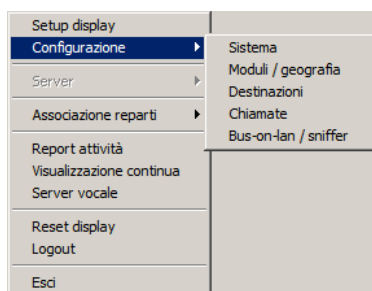 Setup display
Configurazione
Server
Associazione reparti
Report attività
Visualizzazione continua
Server vocale
Reset display
Logout
Esci
Sistema
Moduli / geografia
Destinazioni
Chiamate
Bus-on-lan / sniffer